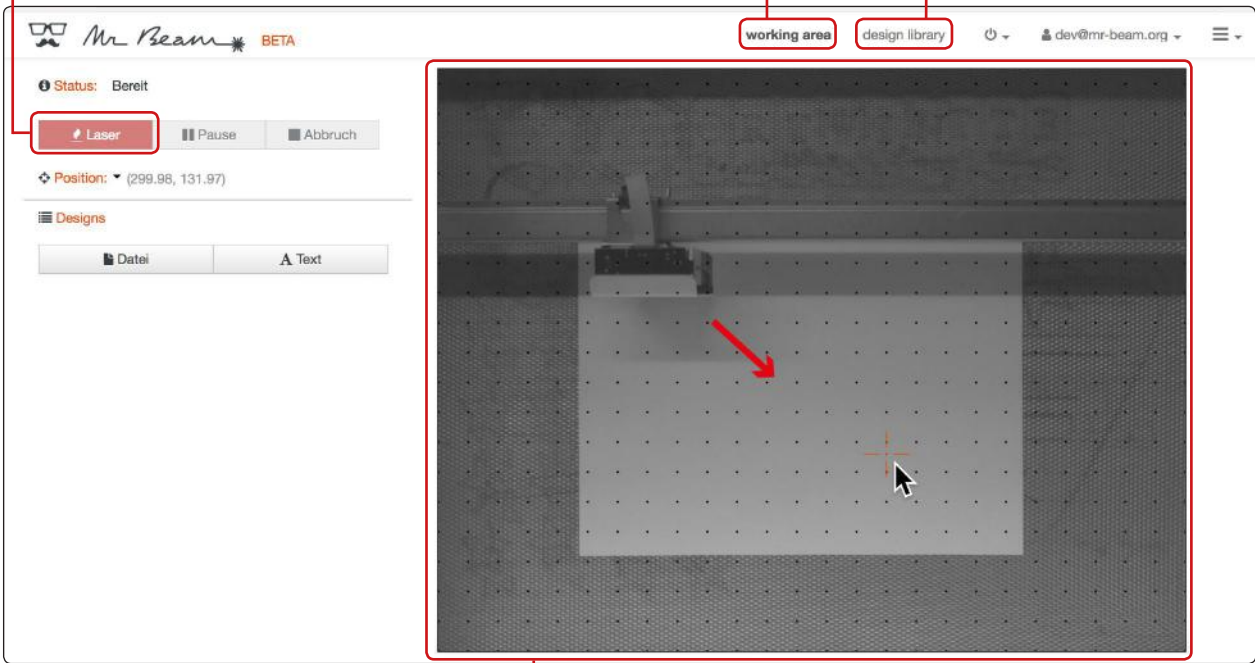 Mr Beam BETA
working area design library dev@mr-beam.org
Status: Bereit
Laser Pause Abbruch
Position: (299.98, 131.97)
Designs
Datei A Text